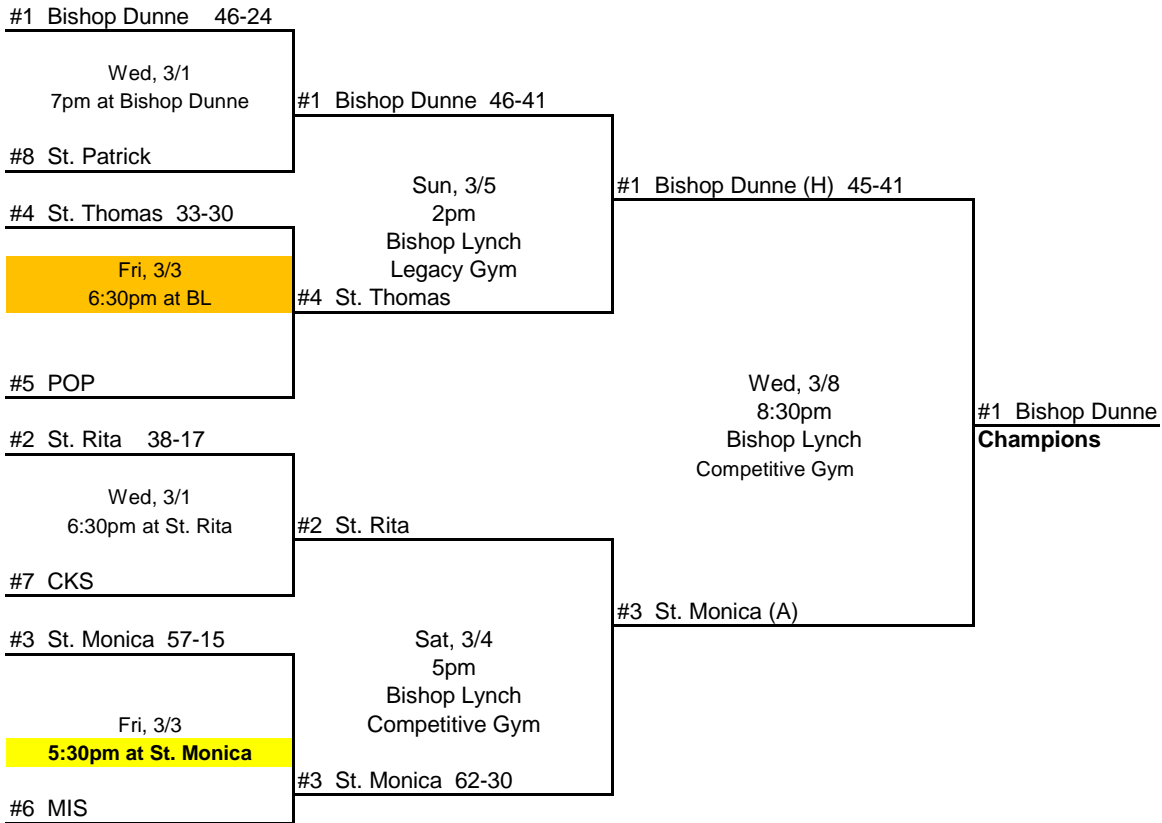 #1 Bishop Dunne 46-24
Wed, 3/1
7pm at Bishop Dunne
#8 St. Patrick
#4 St. Thomas 33-30
Fri, 3/3
6:30pm at BL
#5 POP
#2 St. Rita 38-17
Wed, 3/1
6:30pm at St. Rita
#7 CKS
#3 St. Monica 57-15
Fri, 3/3
5:30pm at St. Monica
#6 MIS
#1 Bishop Dunne 46-41
Sun, 3/5
2pm
Bishop Lynch
Legacy Gym
#4 St. Thomas
#2 St. Rita
Sat, 3/4
5pm
Bishop Lynch
Competitive Gym
#3 St. Monica 62-30
#1 Bishop Dunne (H) 45-41
Wed, 3/8
8:30pm
Bishop Lynch
Competitive Gym
#3 St. Monica (A)
#1 Bishop Dunne
Champions